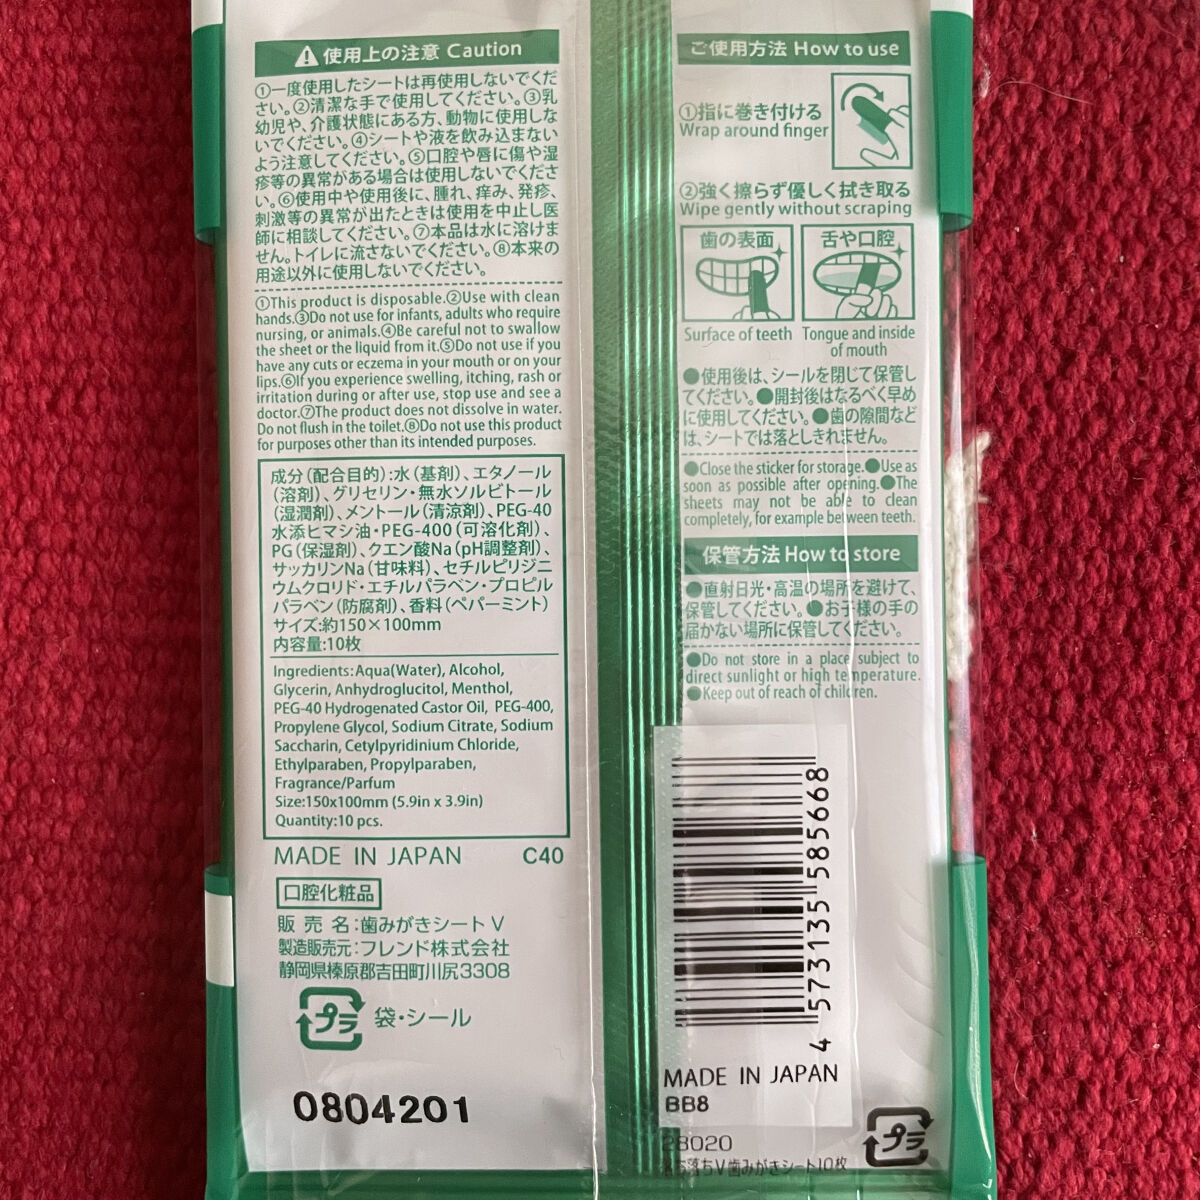 ⚠使用上の注意 Caution
①一度使用したシートは再使用しないでくだ
さい。②清潔な手で使用してください。③乳
幼児や、介護状態にある方、動物に使用しな
いでください。④シートや液を飲み込まない
よう注意してください。⑤口腔や唇に傷や湿
疹等の異常がある場合は使用しないでくださ
い。⑥使用中や使用後に、腫れ、痒み、発疹、
刺激等の異常が出たときは使用を中止し医
師に相談してください。⑦本品は水に溶けま
せん。トイレに流さないでください。⑧本来の
用途以外に使用しないでください。
①This product is disposable.②Use with clean
hands.③Do not use for infants, adults who require
nursing, or animals.④Be careful not to swallow
the sheet or the liquid from it.⑤Do not use if you
have any cuts or eczema in your mouth or on your
lips.⑥If you experience swelling, itching, rash or
irritation during or after use, stop use and see a
doctor.⑦The product does not dissolve in water.
Do not flush in the toilet.⑧Do not use this product
for purposes other than its intended purposes.
成分(配合目的):水(基剤)、エタノール
(溶剤)、グリセリン・無水ソルビトール
(湿潤剤)、メントール(清涼剤)、PEG-40
水添ヒマシ油・PEG-400(可溶化剤)、
PG(保湿剤)、クエン酸Na(pH調整剤)、
サッカリンNa(甘味料)、セチルピリジニ
ウムクロリド・エチルパラベン・プロピル
パラベン(防腐剤)、香料(ペパーミント)
サイズ:約150×100mm
内容量:10枚
Ingredients:Aqua(Water), Alcohol,
Glycerin, Anhydroglucitol, Menthol,
PEG-40 Hydrogenated Castor Oil, PEG-400,
Propylene Glycol, Sodium Citrate, Sodium
Saccharin, Cetylpyridinium Chloride,
Ethylparaben, Propylparaben,
Fragrance/Parfum
Size:150x100mm (5.9in x 3.9in)
Quantity:10 pcs.
MADE IN JAPAN C40
口腔化粧品
販売名:歯みがきシートV
製造販売元:フレンド株式会社
静岡県榛原郡吉田町川尻3308
プラ 袋・シール
0804201
ご使用方法 How to use
①指に巻き付ける
Wrap around finger
②強く擦らず優しく拭き取る
Wipe gently without scraping
歯の表面 舌や口腔
Surface of teeth Tongue and inside
of mouth
●使用後は、シールを閉じて保管し
てください。●開封後はなるべく早め
に使用してください。●歯の隙間など
は、シートでは落としきれません。
●Close the sticker for storage.●Use as
soon as possible after opening.●The
sheets may not be able to clean
completely, for example between teeth.
保管方法 How to store
●直射日光・高温の場所を避けて、
保管してください。●お子様の手の
届かない場所に保管してください。
●Do not store in a place subject to
direct sunlight or high temperature.
●Keep out of reach of children.
4 573135 585668
MADE IN JAPAN
BB8
28020
V歯みがきシート10枚
プラ